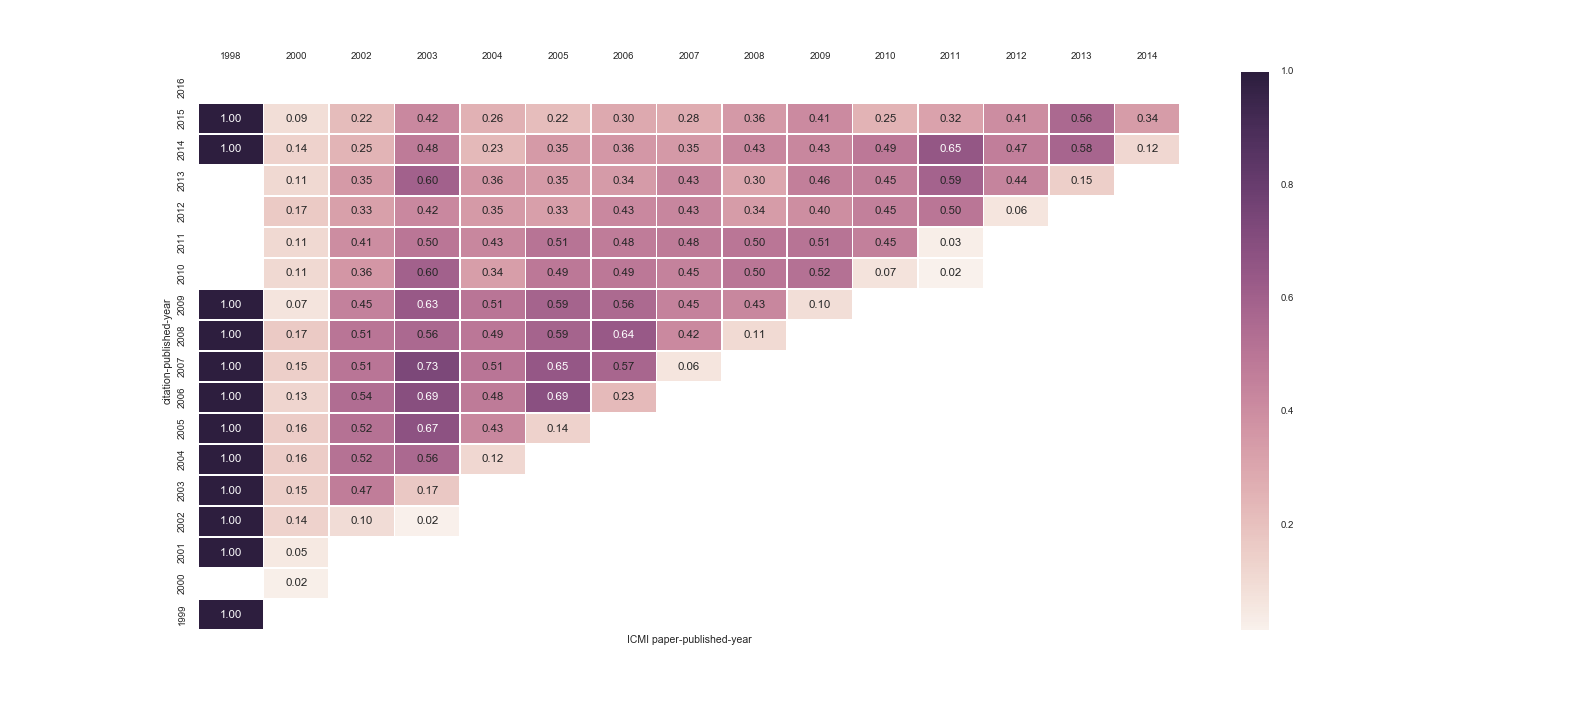 1998 2000 2002 2003 2004 2005 2006 2007 2008 2009 2010 2011 2012 2013 2014
2016
2015 1.00 0.09 0.22 0.42 0.26 0.22 0.30 0.28 0.36 0.41 0.25 0.32 0.41 0.56 0.34
2014 1.00 0.14 0.25 0.48 0.23 0.35 0.36 0.35 0.43 0.43 0.49 0.65 0.47 0.58 0.12
2013 0.11 0.35 0.60 0.36 0.35 0.34 0.43 0.30 0.46 0.45 0.59 0.44 0.15
2012 0.17 0.33 0.42 0.35 0.33 0.43 0.43 0.34 0.40 0.45 0.50 0.06
2011 0.11 0.41 0.50 0.43 0.51 0.48 0.48 0.50 0.51 0.45 0.03
2010 0.11 0.36 0.60 0.34 0.49 0.49 0.45 0.50 0.52 0.07 0.02
2009 1.00 0.07 0.45 0.63 0.51 0.59 0.56 0.45 0.43 0.10
2008 1.00 0.17 0.51 0.56 0.49 0.59 0.64 0.42 0.11
2007 1.00 0.15 0.51 0.73 0.51 0.65 0.57 0.06
2006 1.00 0.13 0.54 0.69 0.48 0.69 0.23
2005 1.00 0.16 0.52 0.67 0.43 0.14
2004 1.00 0.16 0.52 0.56 0.12
2003 1.00 0.15 0.47 0.17
2002 1.00 0.14 0.10 0.02
2001 1.00 0.05
2000 0.02
1999 1.00
citation-published-year
ICMI paper-published-year
1.0
0.8
0.6
0.4
0.2